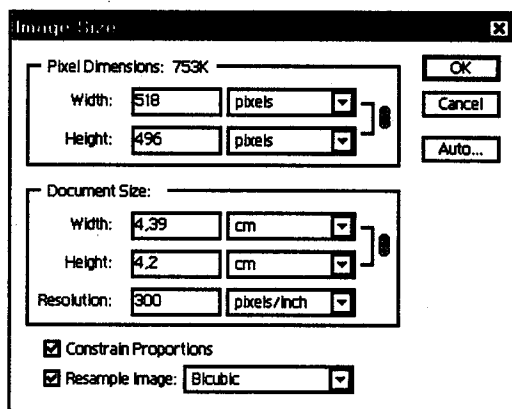 Image Size
Pixel Dimensions: 753K
OK
Width: 518 pixels
Cancel
Height: 496 pixels
Auto...
Document Size:
Width: 4,39 cm
Height: 4,2 cm
Resolution: 300 pixels/inch
Constrain Proportions
Resample Image: Bicubic